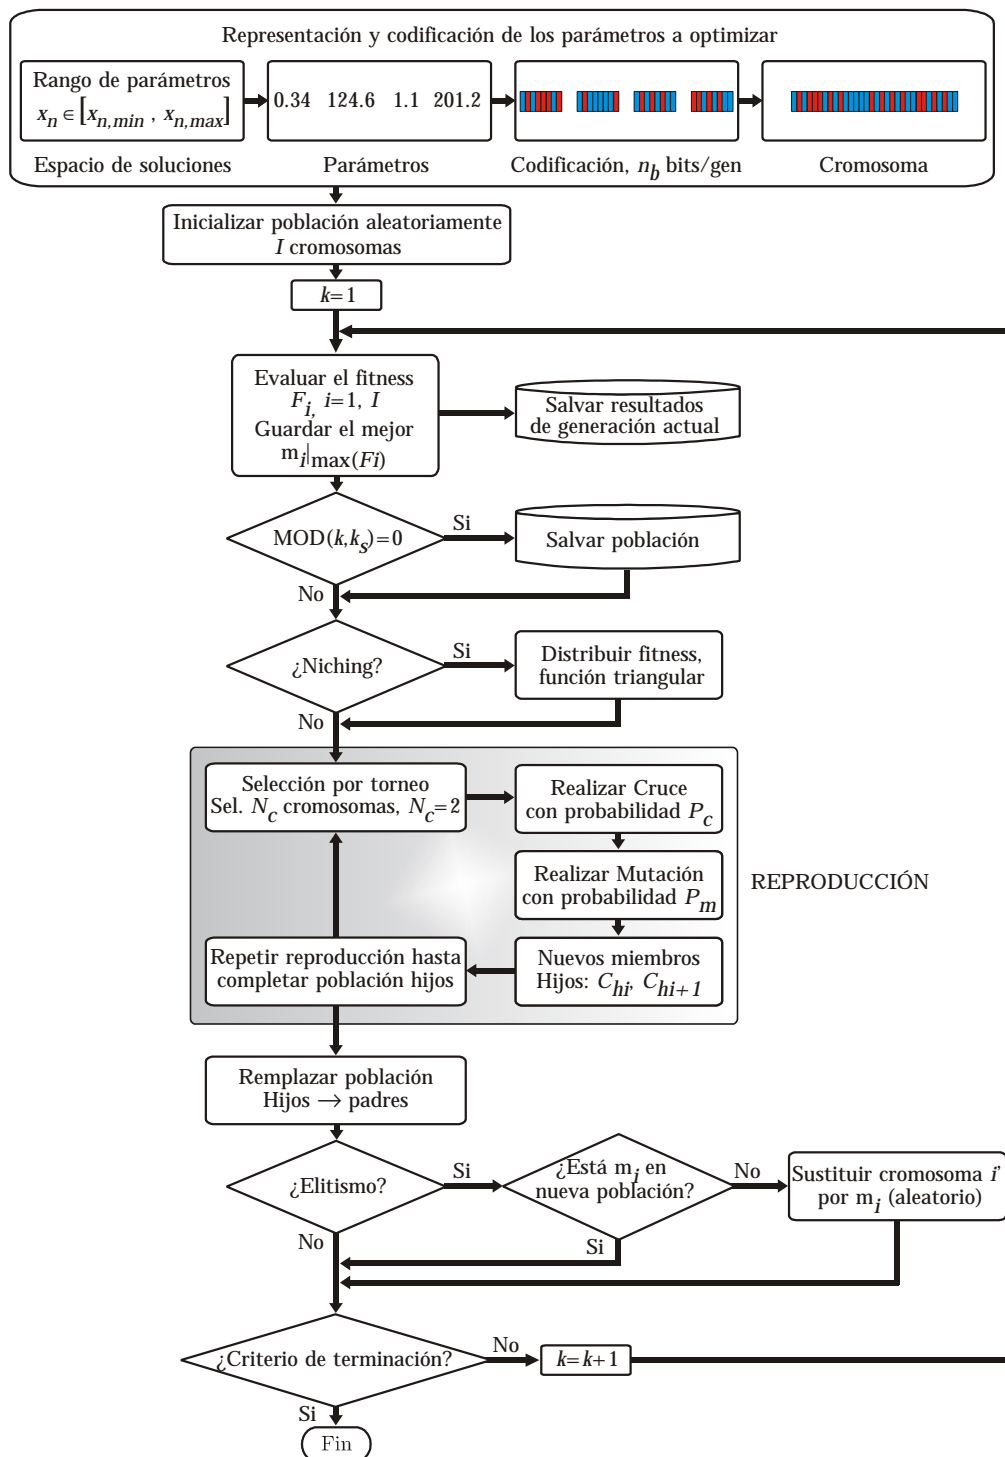 Representación y codificación de los parámetros a optimizar
Rango de parámetros
x_n ∈ [x_n,min , x_n,max]
0.34 124.6 1.1 201.2
Espacio de soluciones
Parámetros
Codificación, n_b bits/gen
Cromosoma
Inicializar población aleatoriamente
I cromosomas
k=1
Evaluar el fitness
F_i, i=1, I
Guardar el mejor
m_i|max(Fi)
Salvar resultados
de generación actual
MOD(k,k_s)=0
Si
Salvar población
No
¿Niching?
Si
Distribuir fitness,
función triangular
No
Selección por torneo
Sel. N_c cromosomas, N_c=2
Realizar Cruce
con probabilidad P_c
Realizar Mutación
con probabilidad P_m
REPRODUCCIÓN
Repetir reproducción hasta
completar población hijos
Nuevos miembros
Hijos: C_hi, C_hi+1
Remplazar población
Hijos → padres
¿Elitismo?
Si
¿Está m_i en
nueva población?
No
Sustituir cromosoma i'
por m_i (aleatorio)
No
Si
¿Criterio de terminación?
No
k=k+1
Si
Fin